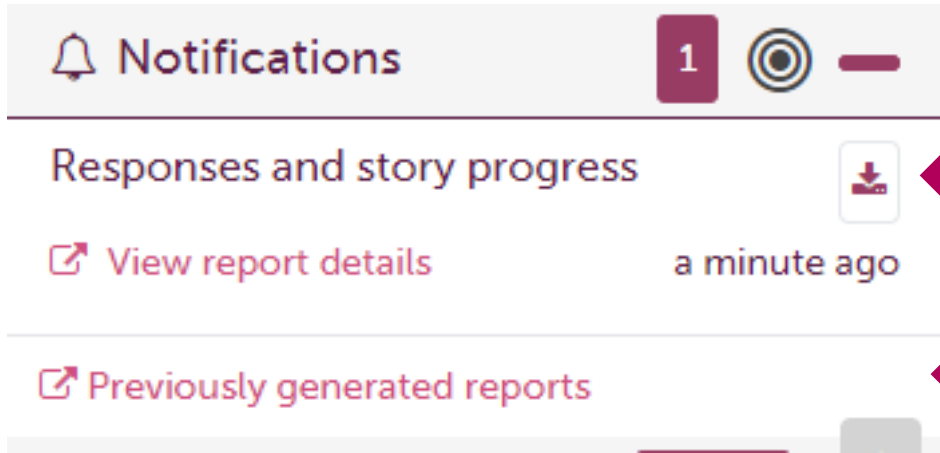 Notifications 1
Responses and story progress
View report details a minute ago
Previously generated reports